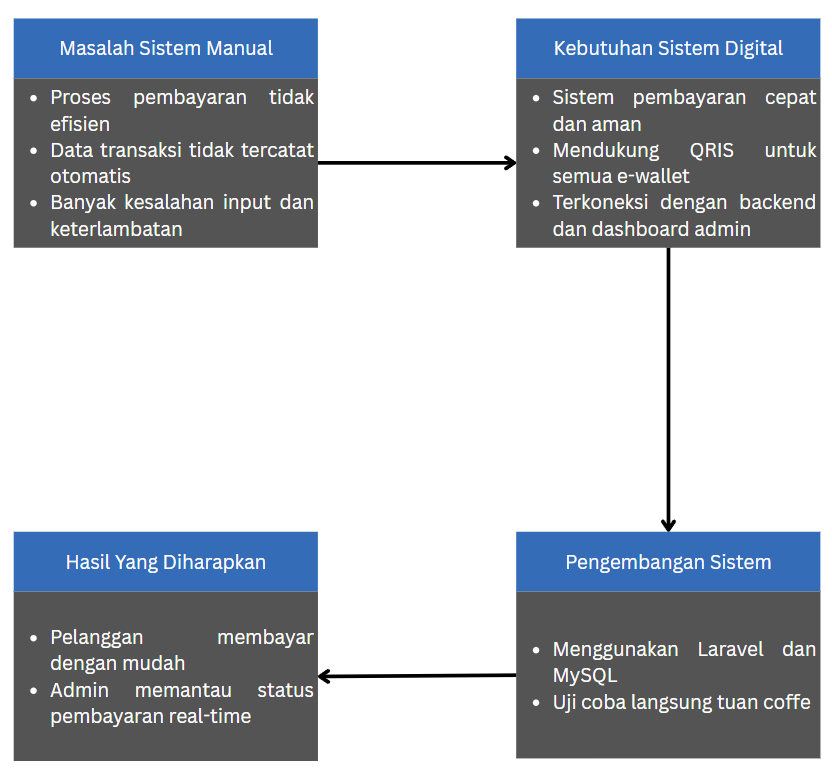 Masalah Sistem Manual
• Proses pembayaran tidak
efisien
• Data transaksi tidak tercatat
otomatis
• Banyak kesalahan input dan
keterlambatan
Kebutuhan Sistem Digital
• Sistem pembayaran cepat
dan aman
• Mendukung QRIS untuk
semua e-wallet
• Terkoneksi dengan backend
dan dashboard admin
Pengembangan Sistem
• Menggunakan Laravel dan
MySQL
• Uji coba langsung tuan coffe
Hasil Yang Diharapkan
• Pelanggan membayar
dengan mudah
• Admin memantau status
pembayaran real-time